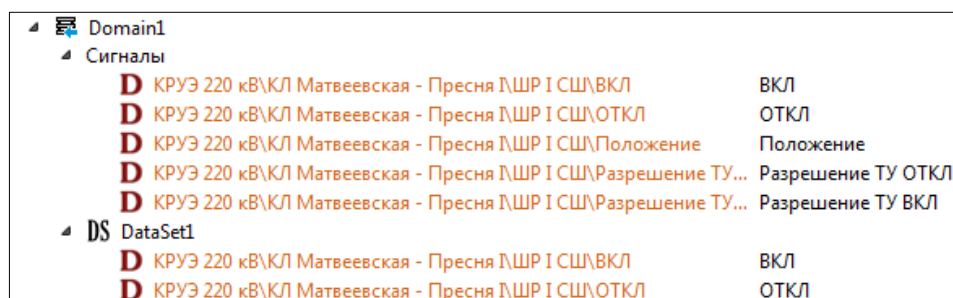 Domain1
Сигналы
D КРУЭ 220 кВ\КЛ Матвеевская - Пресня I\ШР I СШ\ВКЛ ВКЛ
D КРУЭ 220 кВ\КЛ Матвеевская - Пресня I\ШР I СШ\ОТКЛ ОТКЛ
D КРУЭ 220 кВ\КЛ Матвеевская - Пресня I\ШР I СШ\Положение Положение
D КРУЭ 220 кВ\КЛ Матвеевская - Пресня I\ШР I СШ\Разрешение ТУ... Разрешение ТУ ОТКЛ
D КРУЭ 220 кВ\КЛ Матвеевская - Пресня I\ШР I СШ\Разрешение ТУ... Разрешение ТУ ВКЛ
DS DataSet1
D КРУЭ 220 кВ\КЛ Матвеевская - Пресня I\ШР I СШ\ВКЛ ВКЛ
D КРУЭ 220 кВ\КЛ Матвеевская - Пресня I\ШР I СШ\ОТКЛ ОТКЛ